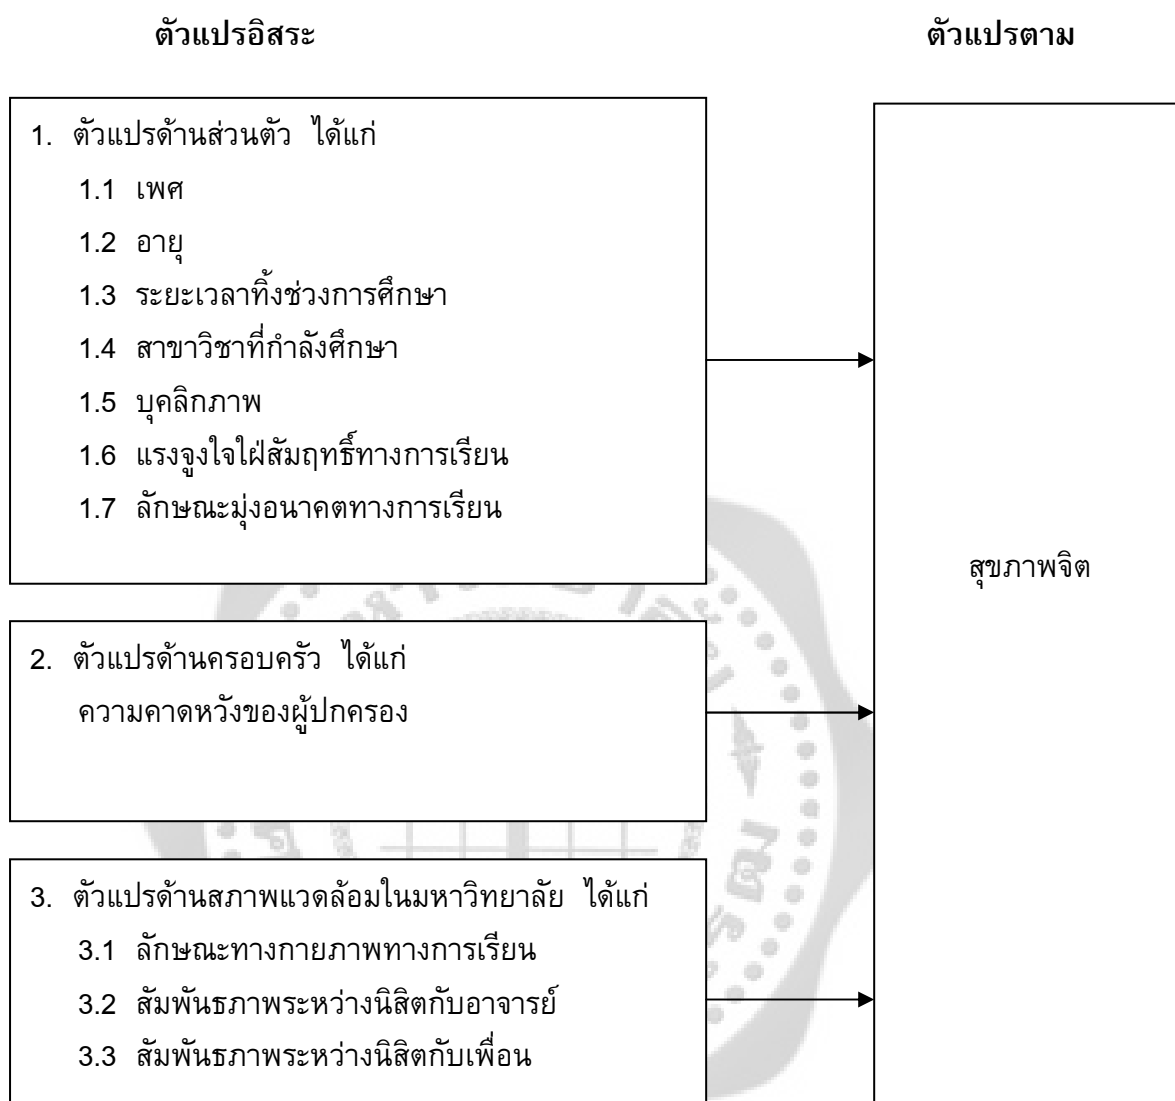 ตัวแปรอิสระ
ตัวแปรตาม
1. ตัวแปรด้านส่วนตัว ได้แก่
1.1 เพศ
1.2 อายุ
1.3 ระยะเวลาทิ้งช่วงการศึกษา
1.4 สาขาวิชาที่กำลังศึกษา
1.5 บุคลิกภาพ
1.6 แรงจูงใจใฝ่สัมฤทธิ์ทางการเรียน
1.7 ลักษณะมุ่งอนาคตทางการเรียน
2. ตัวแปรด้านครอบครัว ได้แก่
ความคาดหวังของผู้ปกครอง
3. ตัวแปรด้านสภาพแวดล้อมในมหาวิทยาลัย ได้แก่
3.1 ลักษณะทางกายภาพทางการเรียน
3.2 สัมพันธภาพระหว่างนิสิตกับอาจารย์
3.3 สัมพันธภาพระหว่างนิสิตกับเพื่อน
สุขภาพจิต